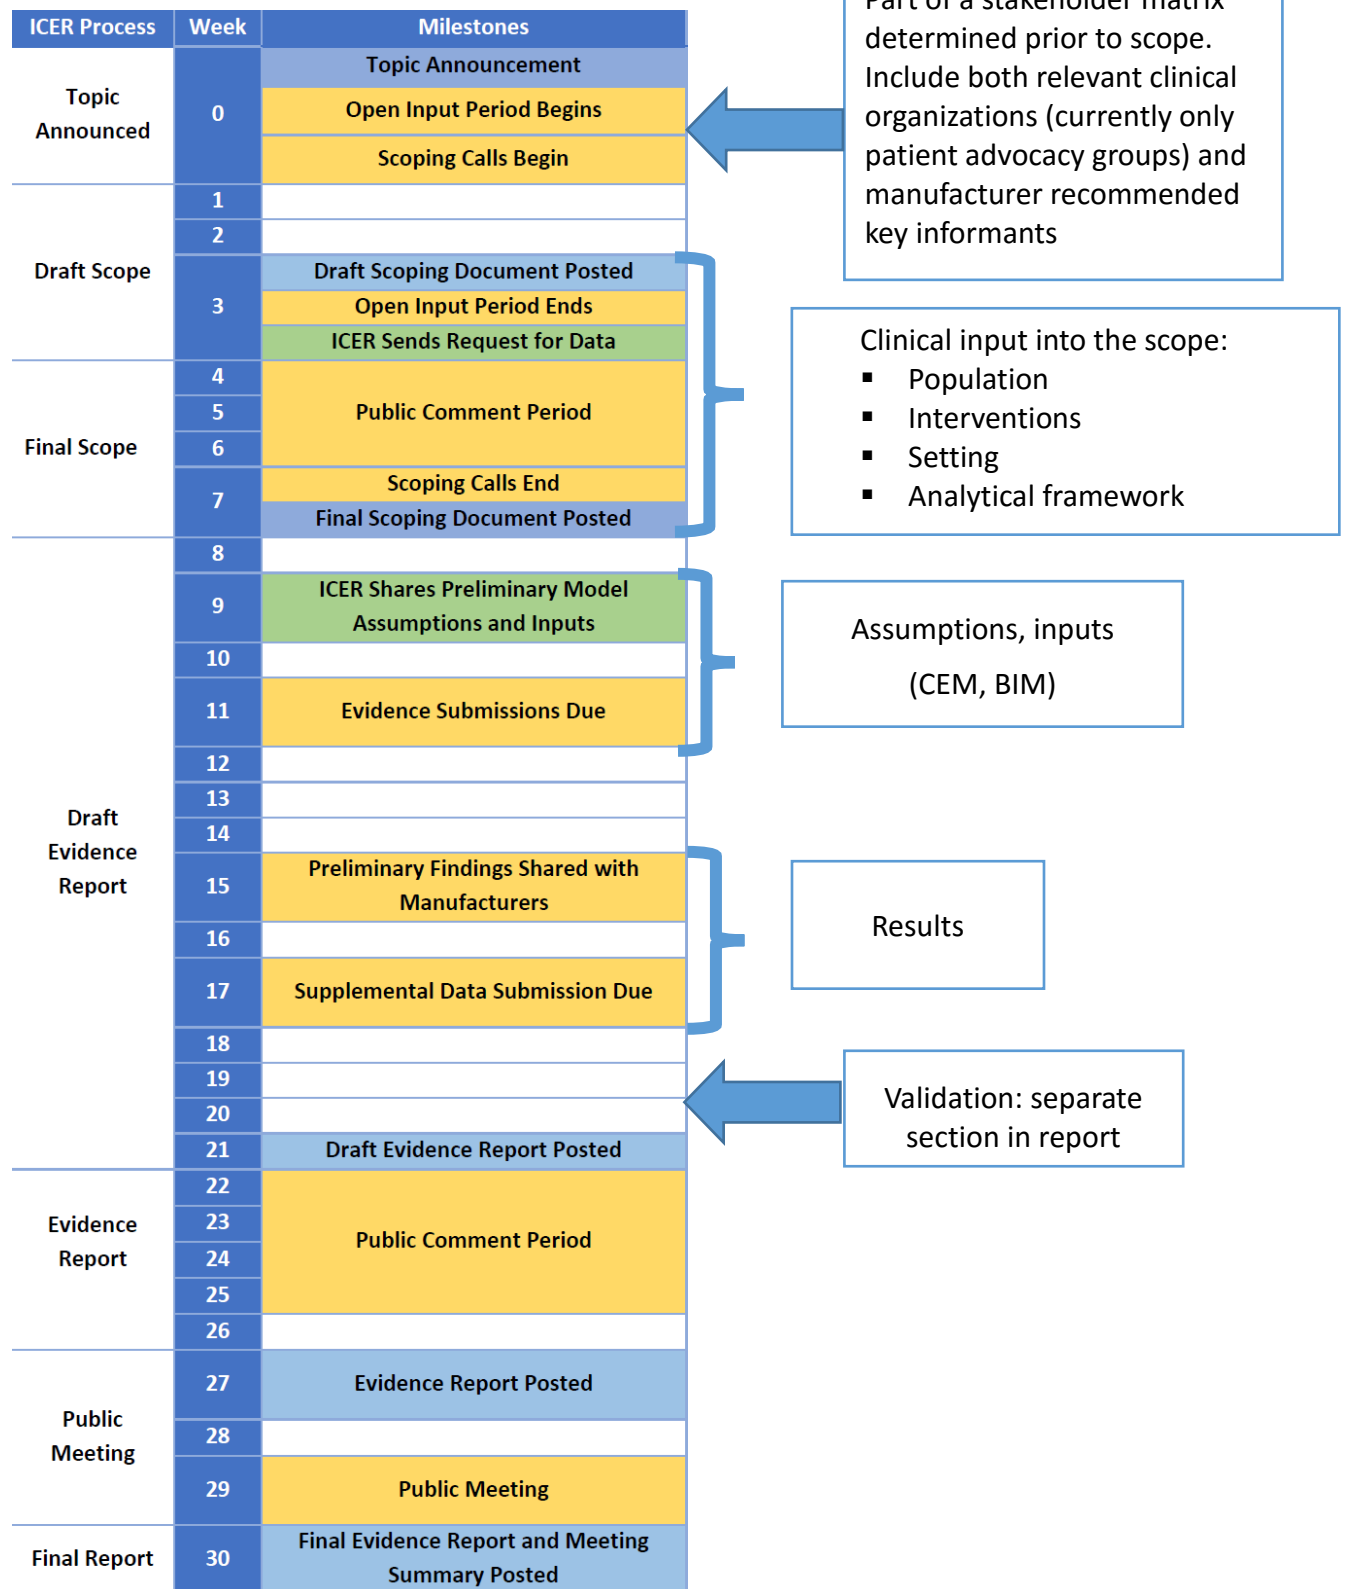 ICER Process Week Milestones
Topic Announced
0
Topic Announcement
Open Input Period Begins
Scoping Calls Begin
Draft Scope
1
2
3
Draft Scoping Document Posted
Open Input Period Ends
ICER Sends Request for Data
Final Scope
4
5
6
Public Comment Period
7
Scoping Calls End
Final Scoping Document Posted
Draft
Evidence
Report
8
9
ICER Shares Preliminary Model
Assumptions and Inputs
10
11
Evidence Submissions Due
12
13
14
15
Preliminary Findings Shared with
Manufacturers
16
17
Supplemental Data Submission Due
18
19
20
21
Draft Evidence Report Posted
Evidence
Report
22
23
24
25
Public Comment Period
26
Public
Meeting
27
Evidence Report Posted
28
29
Public Meeting
Final Report
30
Final Evidence Report and Meeting
Summary Posted
Part of a stakeholder matrix
determined prior to scope.
Include both relevant clinical
organizations (currently only
patient advocacy groups) and
manufacturer recommended
key informants
Clinical input into the scope:
▪ Population
▪ Interventions
▪ Setting
▪ Analytical framework
Assumptions, inputs
(CEM, BIM)
Results
Validation: separate
section in report